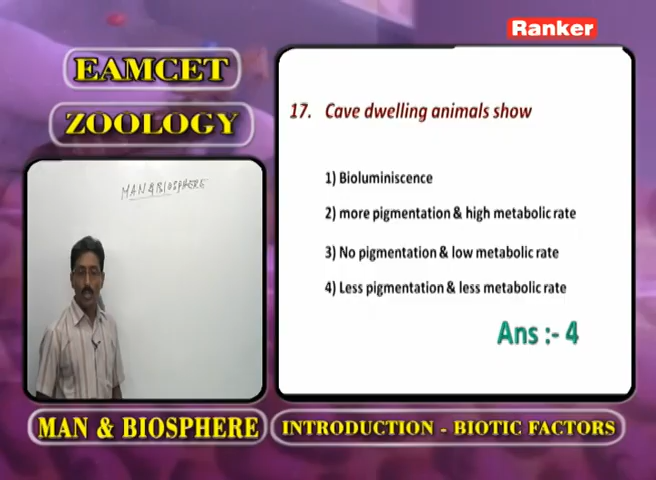 Ranker
EAMCET
ZOOLOGY
MAN & BIOSPHERE
17. Cave dwelling animals show
1) Bioluminiscence
2) more pigmentation & high metabolic rate
3) No pigmentation & low metabolic rate
4) Less pigmentation & less metabolic rate
Ans :- 4
MAN & BIOSPHERE
INTRODUCTION - BIOTIC FACTORS